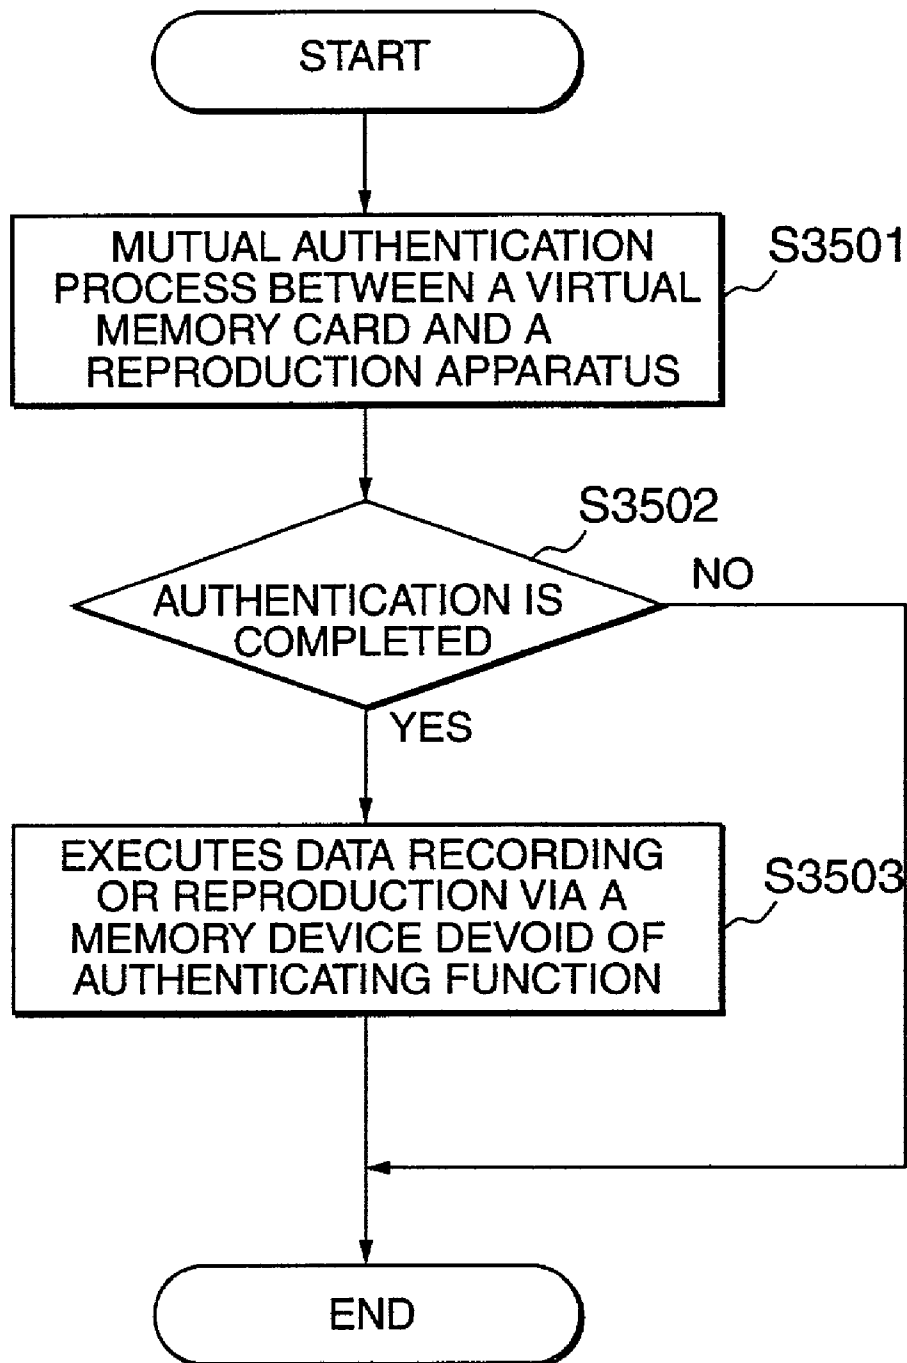 START
MUTUAL AUTHENTICATION
PROCESS BETWEEN A VIRTUAL
MEMORY CARD AND A
REPRODUCTION APPARATUS
S3501
S3502
AUTHENTICATION IS
COMPLETED
NO
YES
EXECUTES DATA RECORDING
OR REPRODUCTION VIA A
MEMORY DEVICE DEVOID OF
AUTHENTICATING FUNCTION
S3503
END